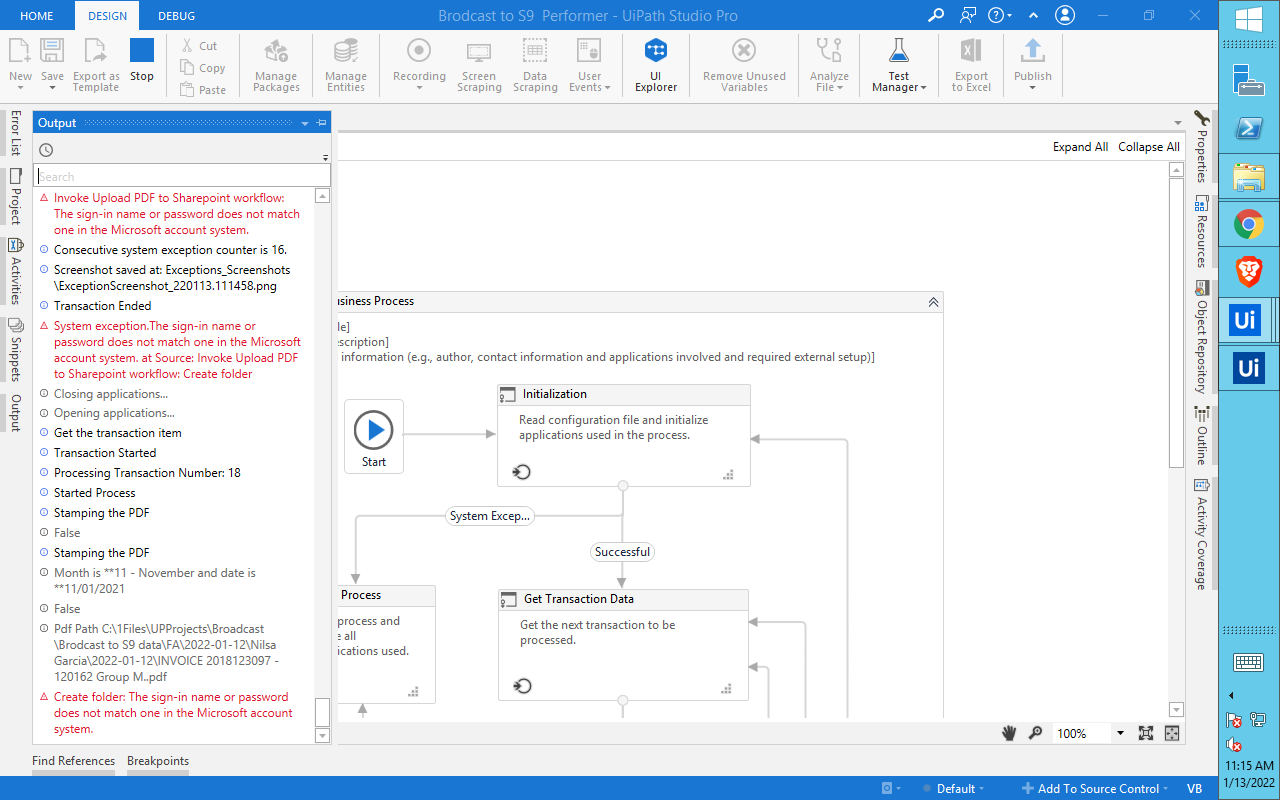 HOME DESIGN DEBUG Brodcast to S9 Performer - UiPath Studio Pro
New
Save
Export as
Template
Stop
Cut
Copy
Paste
Manage
Packages
Manage
Entities
Recording
Screen
Scraping
Data
Scraping
User
Events
UI
Explorer
Remove Unused
Variables
Analyze
File
Test
Manager
Export
to Excel
Publish
Error List
Project
Activities
Snippets
Output
Output
Search
Invoke Upload PDF to Sharepoint workflow:
The sign-in name or password does not match
one in the Microsoft account system.
Consecutive system exception counter is 16.
Screenshot saved at: Exceptions_Screenshots
\ExceptionScreenshot_220113.111458.png
Transaction Ended
System exception.The sign-in name or
password does not match one in the Microsoft
account system. at Source: Invoke Upload PDF
to Sharepoint workflow: Create folder
Closing applications...
Opening applications...
Get the transaction item
Transaction Started
Processing Transaction Number: 18
Started Process
Stamping the PDF
False
Stamping the PDF
Month is **11 - November and date is
**11/01/2021
False
Pdf Path C:\1Files\UPProjects\Broadcast
\Brodcast to S9 data\FA\2022-01-12\Nilsa
Garcia\2022-01-12\INVOICE 2018123097 -
120162 Group M..pdf
Create folder: The sign-in name or password
does not match one in the Microsoft account
system.
Find References Breakpoints
Expand All Collapse All
usiness Process
le]
escription]
information (e.g., author, contact information and applications involved and required external setup)]
Start
Initialization
Read configuration file and initialize
applications used in the process.
System Excep...
Successful
Process
process and
e all
ications used.
Get Transaction Data
Get the next transaction to be
processed.
100%
Properties
Resources
Object Repository
Outline
Activity Coverage
Default Add To Source Control VB
Ui
Ui
11:15 AM
1/13/2022